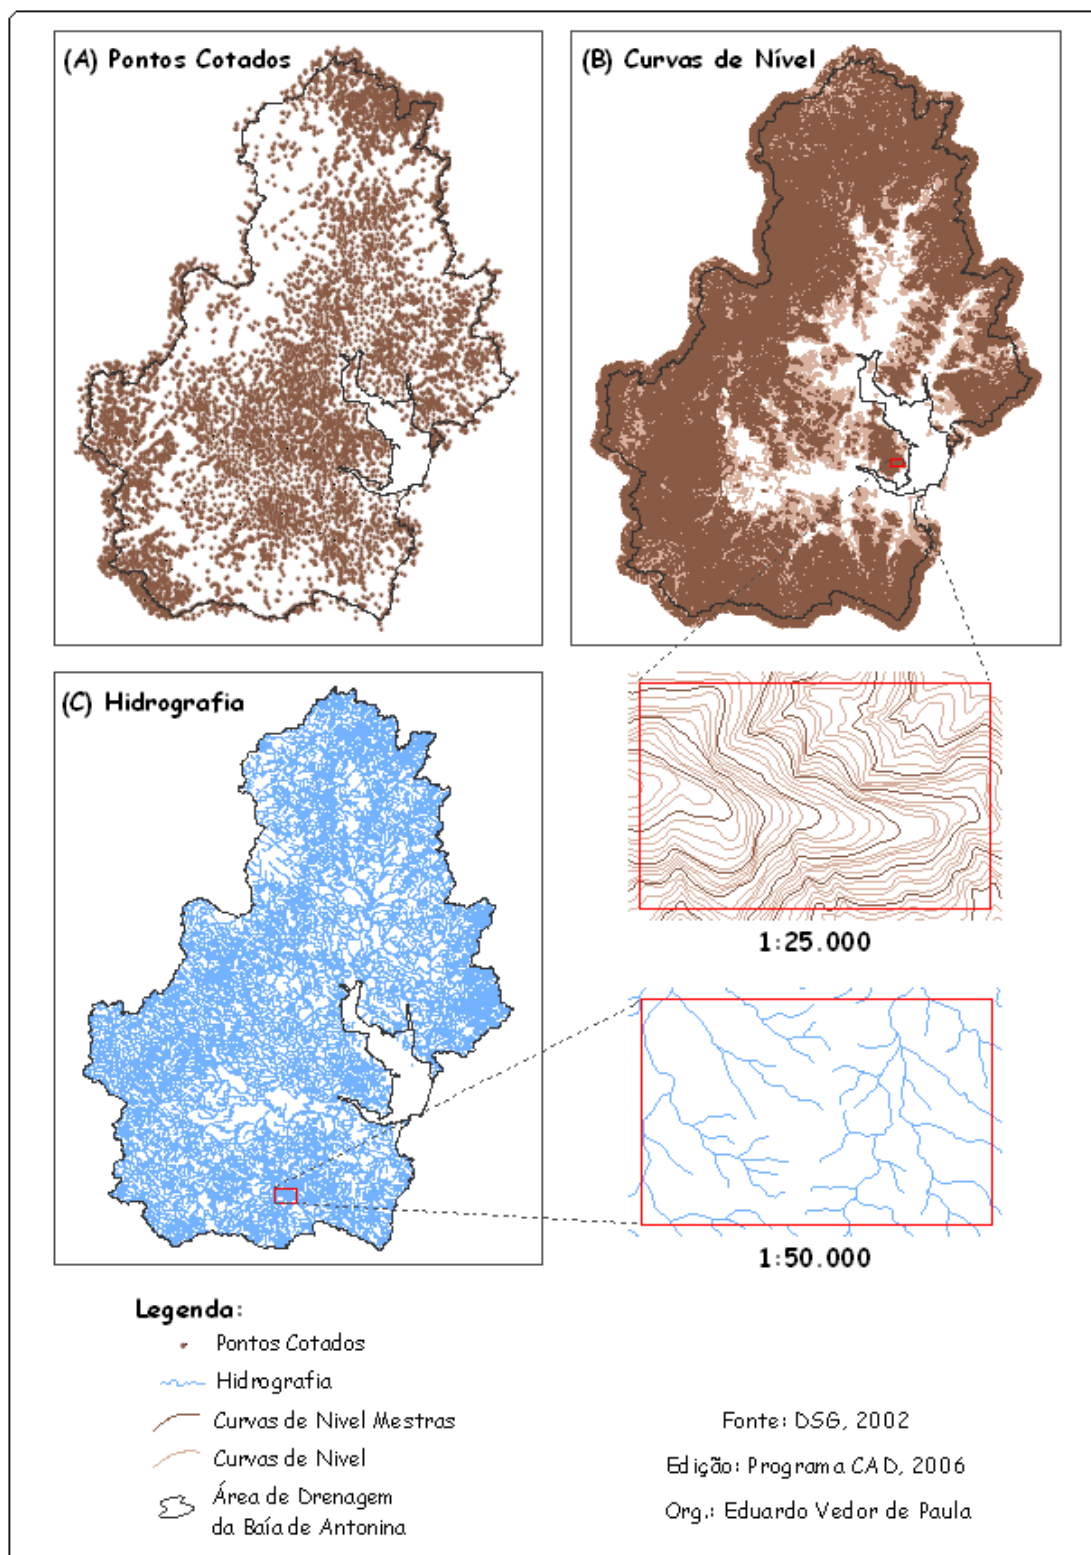 (A) Pontos Cotados
(B) Curvas de Nível
(C) Hidrografia
1:25.000
1:50.000
Legenda:
Pontos Cotados
Hidrografia
Curvas de Nivel Mestras
Curvas de Nivel
Área de Drenagem
da Baía de Antonina
Fonte: DSG, 2002
Edição: Programa CAD, 2006
Org.: Eduardo Vedor de Paula